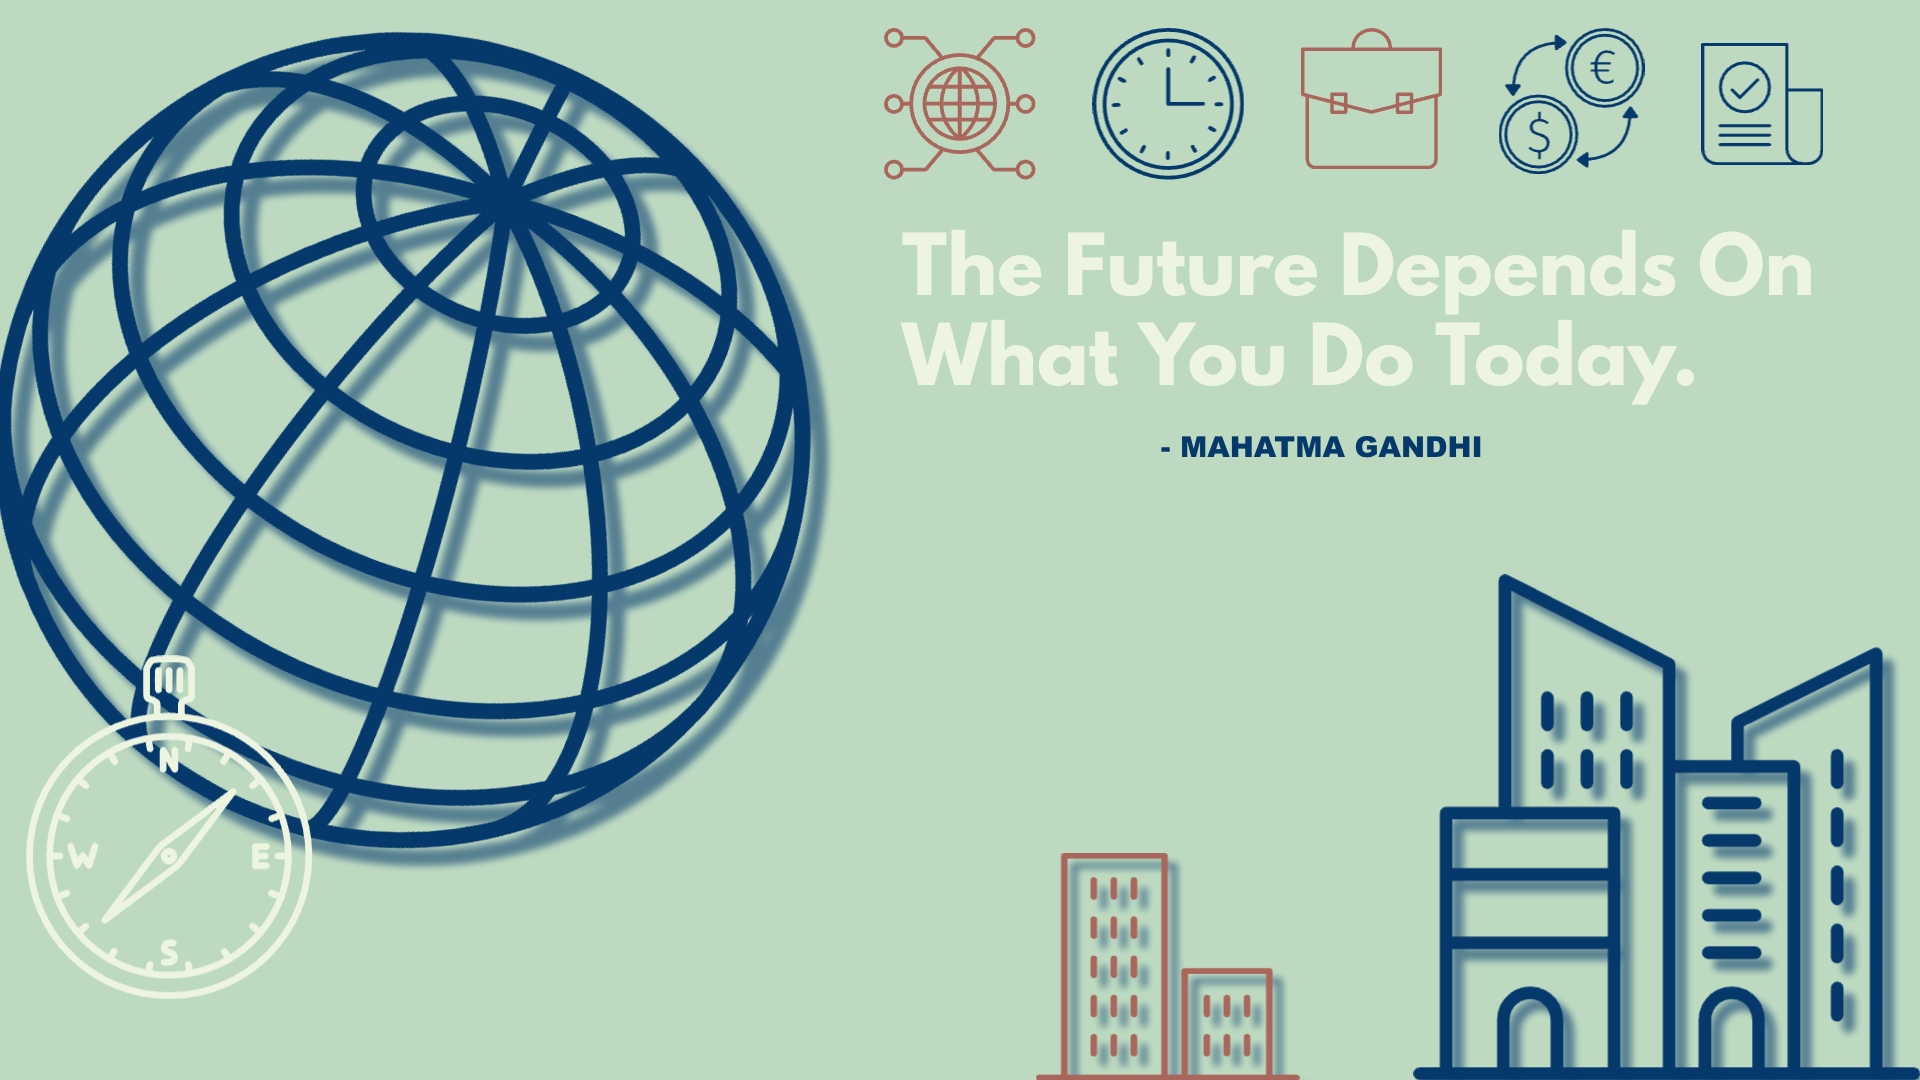 €
$
The Future Depends On
What You Do Today.
- MAHATMA GANDHI
N
W E
S